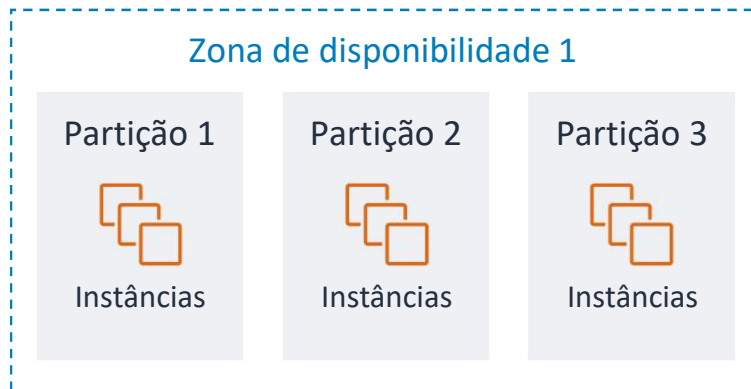 Zona de disponibilidade 1
Partição 1
Instâncias
Partição 2
Instâncias
Partição 3
Instâncias